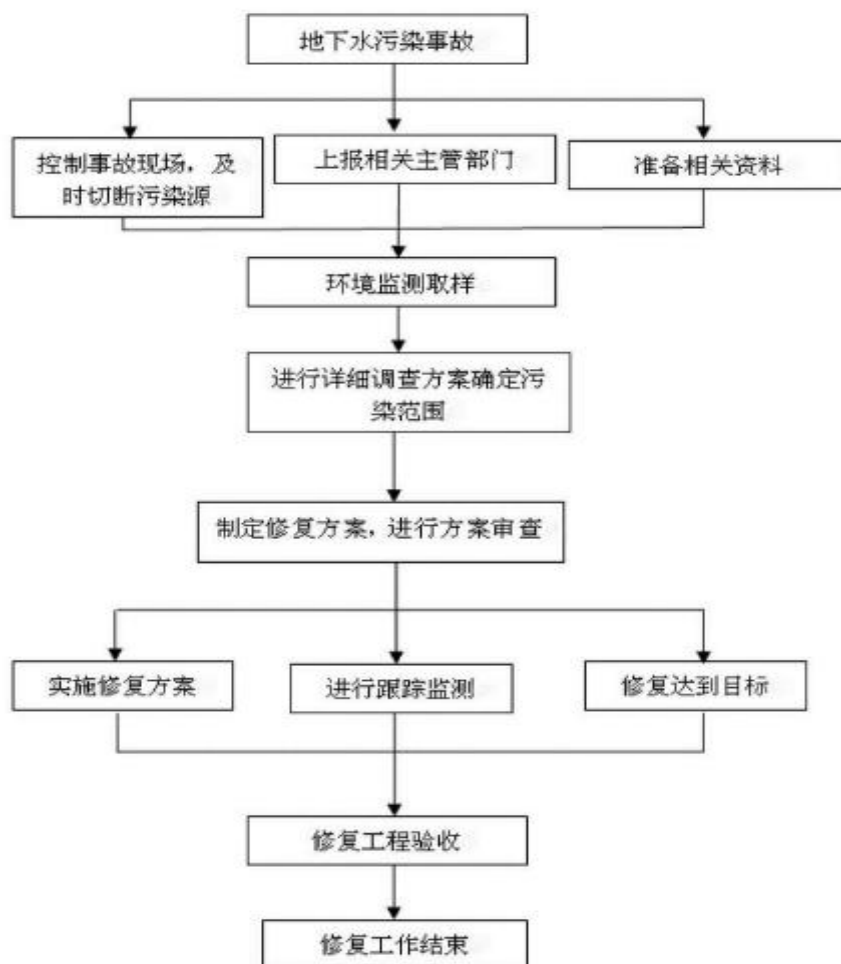 地下水污染事故
控制事故现场，及
时切断污染源
上报相关主管部门
准备相关资料
环境监测取样
进行详细调查方案确定污
染范围
制定修复方案，进行方案审查
实施修复方案
进行跟踪监测
修复达到目标
修复工程验收
修复工作结束